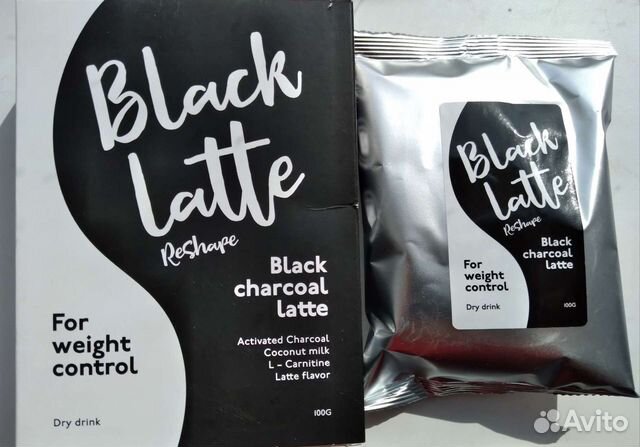 Black
latte
ReShape
Black
charcoal
latte
Activated Charcoal
Coconut milk
L - Carnitine
Latte flavor
For
weight
control
Dry drink
100G
Black
latte
ReShape
Black
charcoal
latte
For
weight
control
Dry drink
100G
Avito